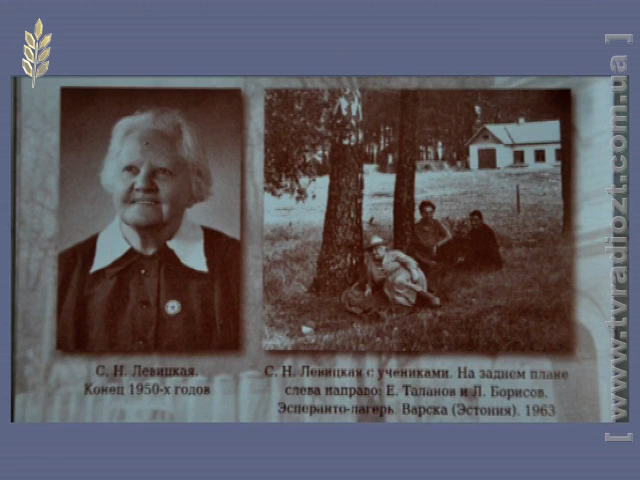 С. Н. Левицкая.
Конец 1950-х годов
С. Н. Левицкая с учениками. На заднем плане
слева направо: Е. Таланов и Л. Борисов.
Эсперанто-лагерь. Варска (Эстония). 1963
[ www.tvradiozt.com.ua ]